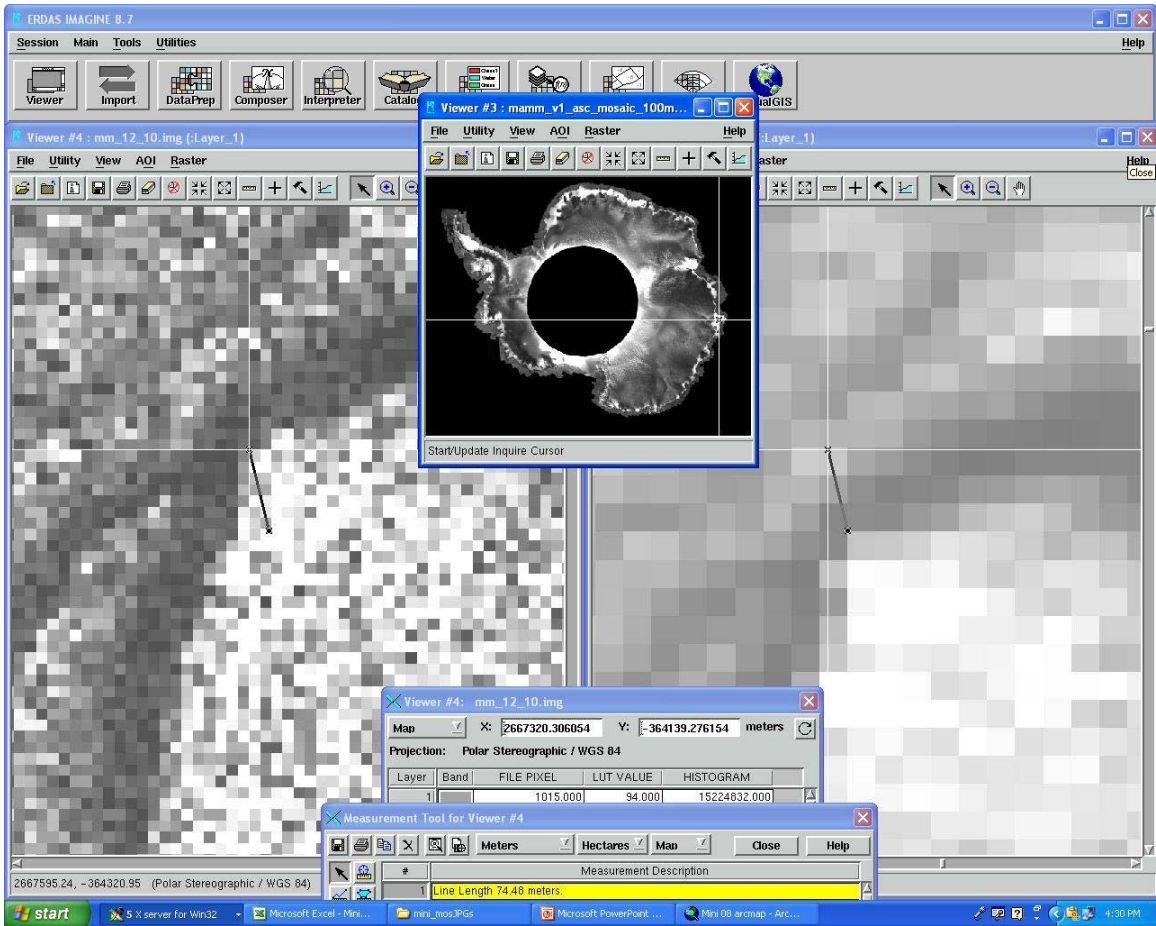 ERDAS IMAGINE 8.7
Session Main Tools Utilities Help
Viewer Import DataPrep Composer Interpreter
Viewer #3 : mamm_v1_asc_mosaic_100m...
File Utility View AOI Raster Help
Start/Update Inquire Cursor
Viewer #4 : mm_12_10.img (:Layer_1)
File Utility View AOI Raster
:Layer_1)
aster Help
Close
Viewer #4: mm_12_10.img
Map X: 2667320.306054 Y: -364139.276154 meters
Projection: Polar Stereographic / WGS 84
Layer Band FILE PIXEL LUT VALUE HISTOGRAM
1 1015.000 94.000 15224832.000
Measurement Tool for Viewer #4
Meters Hectares Map Close Help
# Measurement Description
1 Line Length 74.48 meters.
2667595.24, -364320.95 (Polar Stereographic / WGS 84)
start 5 X server for Win32 Microsoft Excel - Mini... mini_mosJPGs Microsoft PowerPoint ... Mini 08 arcmap - Arc... 4:30 PM